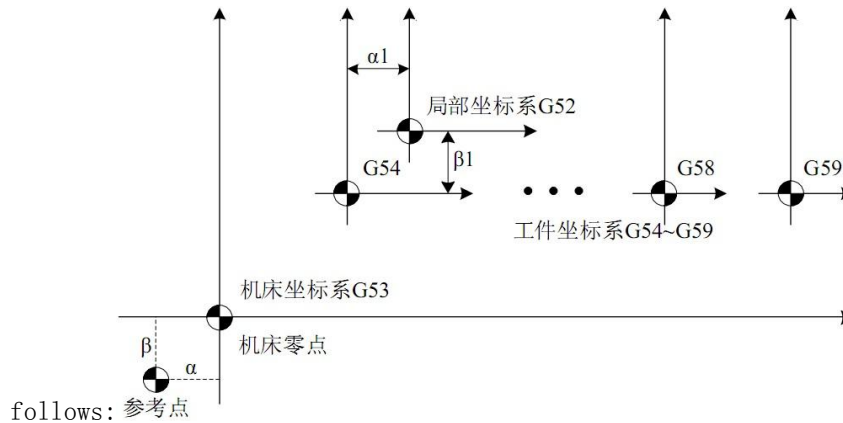 α1
局部坐标系G52
β1
G54
G58
G59
工件坐标系G54~G59
机床坐标系G53
机床零点
β
α
follows:
参考点